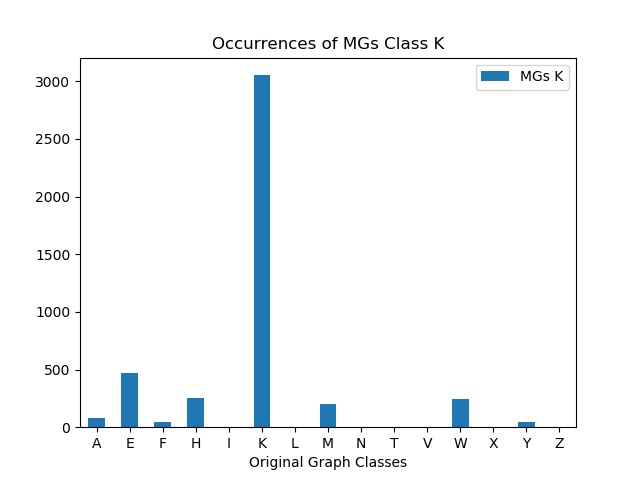 Occurrences of MGs Class K
MGs K
3000
2500
2000
1500
1000
500
0
A E F H I K L M N T V W X Y Z
Original Graph Classes